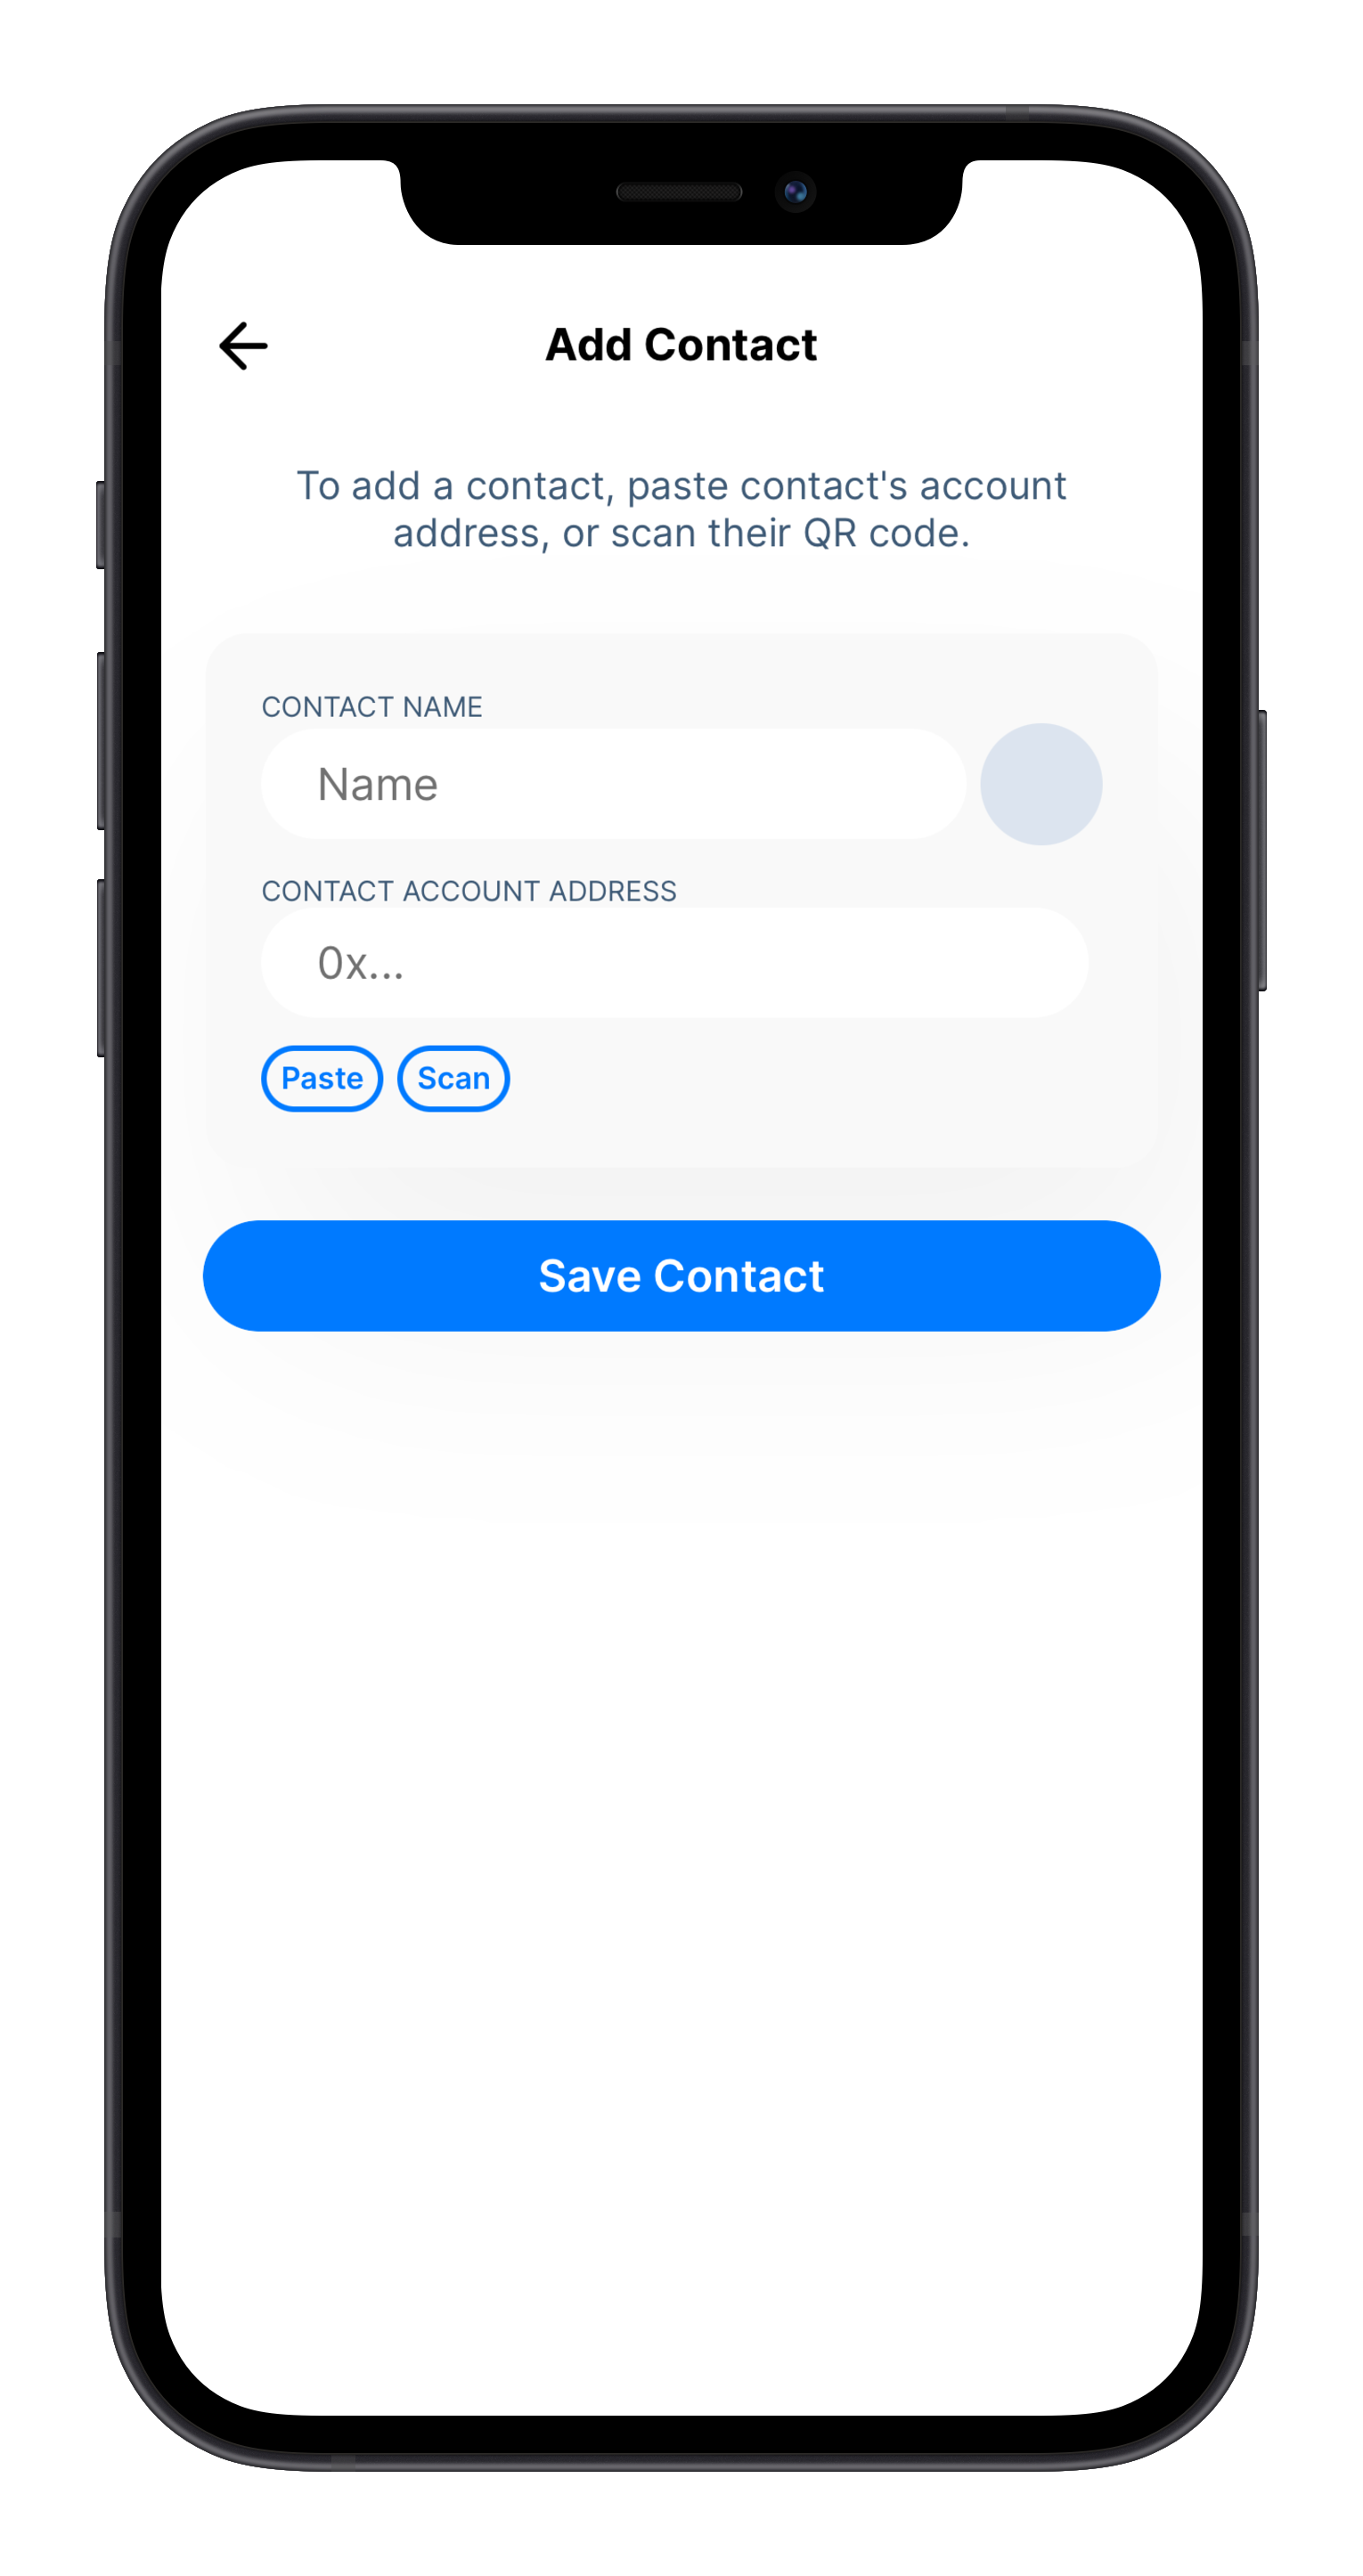 Add Contact
To add a contact, paste contact's account
address, or scan their QR code.
CONTACT NAME
Name
CONTACT ACCOUNT ADDRESS
0x...
Paste Scan
Save Contact